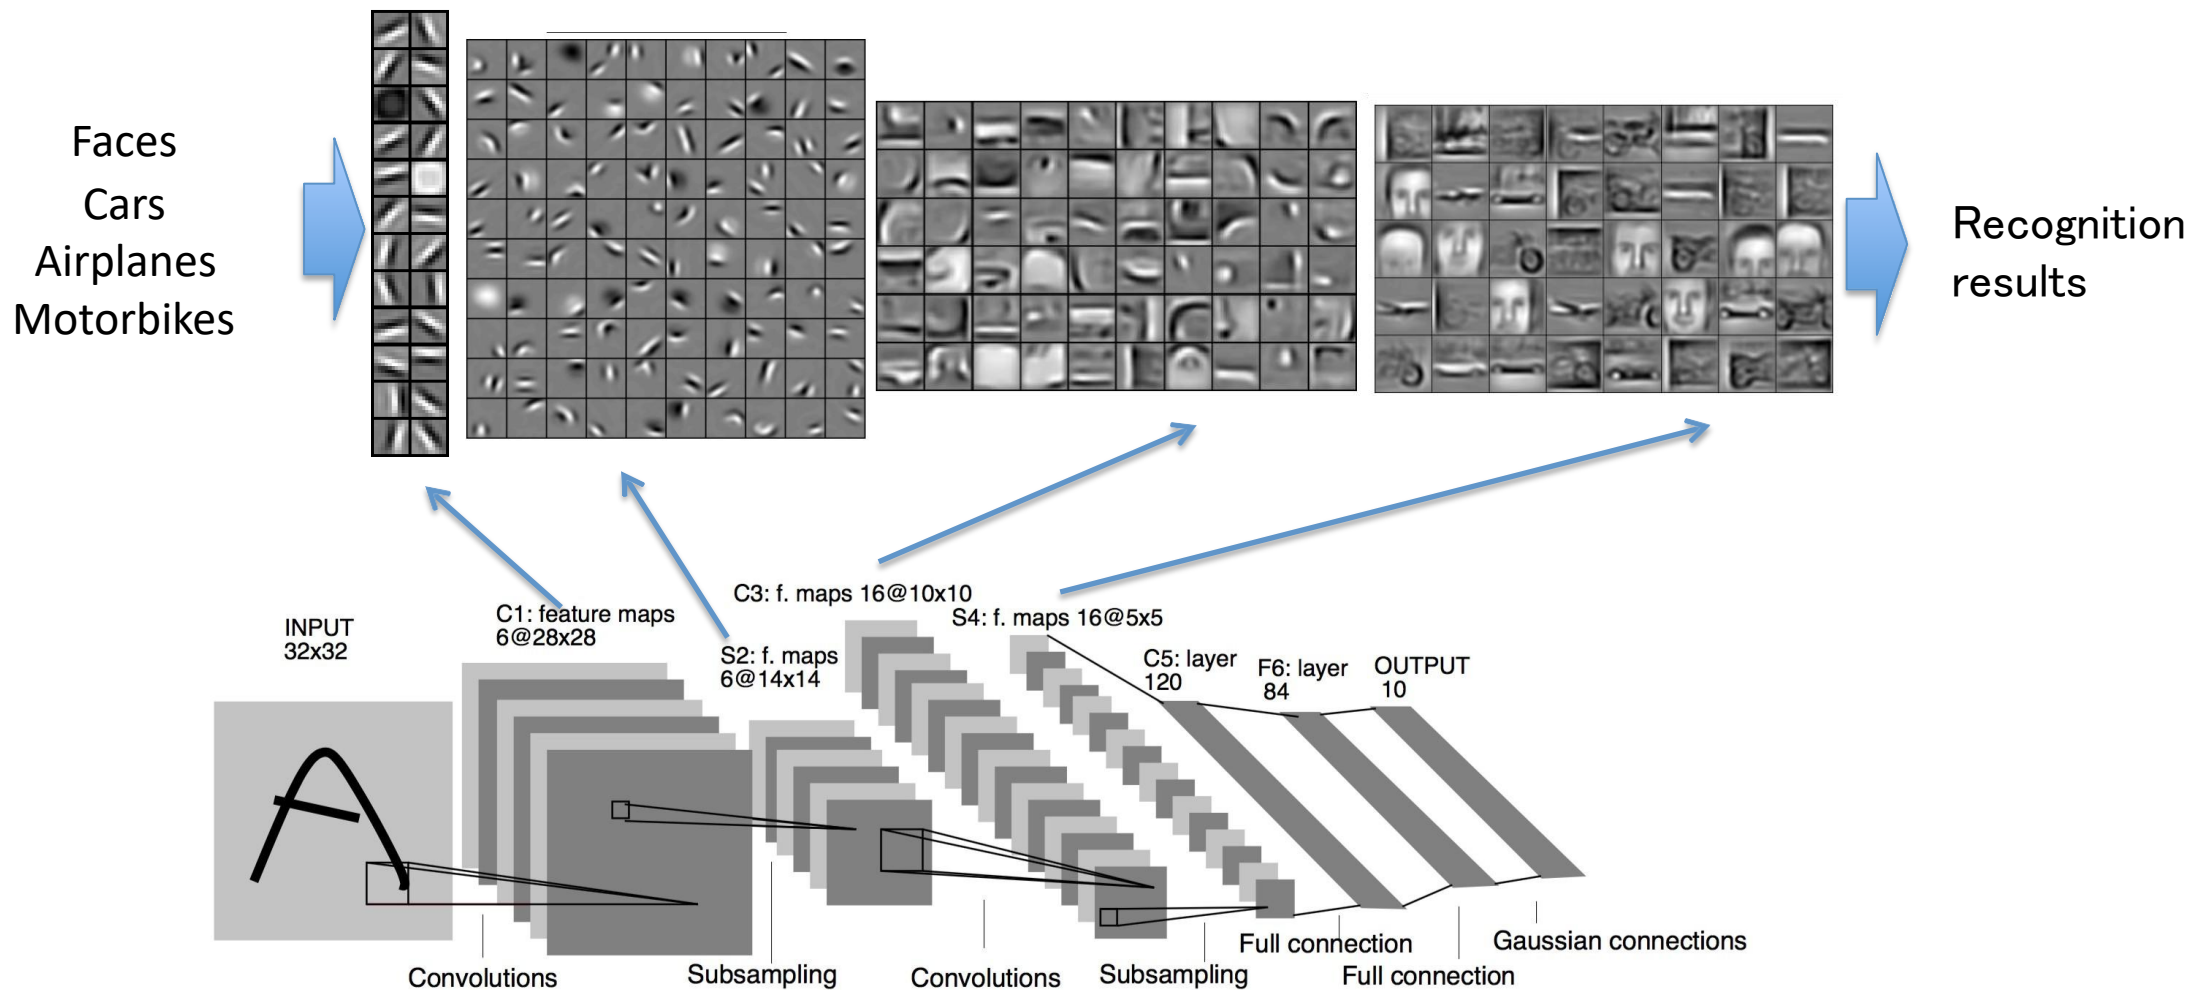 Faces
Cars
Airplanes
Motorbikes
Recognition
results
C3: f. maps 16@10x10
C1: feature maps
6@28x28
S4: f. maps 16@5x5
INPUT
32x32
S2: f. maps
6@14x14
C5: layer
120
F6: layer
84
OUTPUT
10
Convolutions
Subsampling
Convolutions
Subsampling
Full connection
Full connection
Gaussian connections